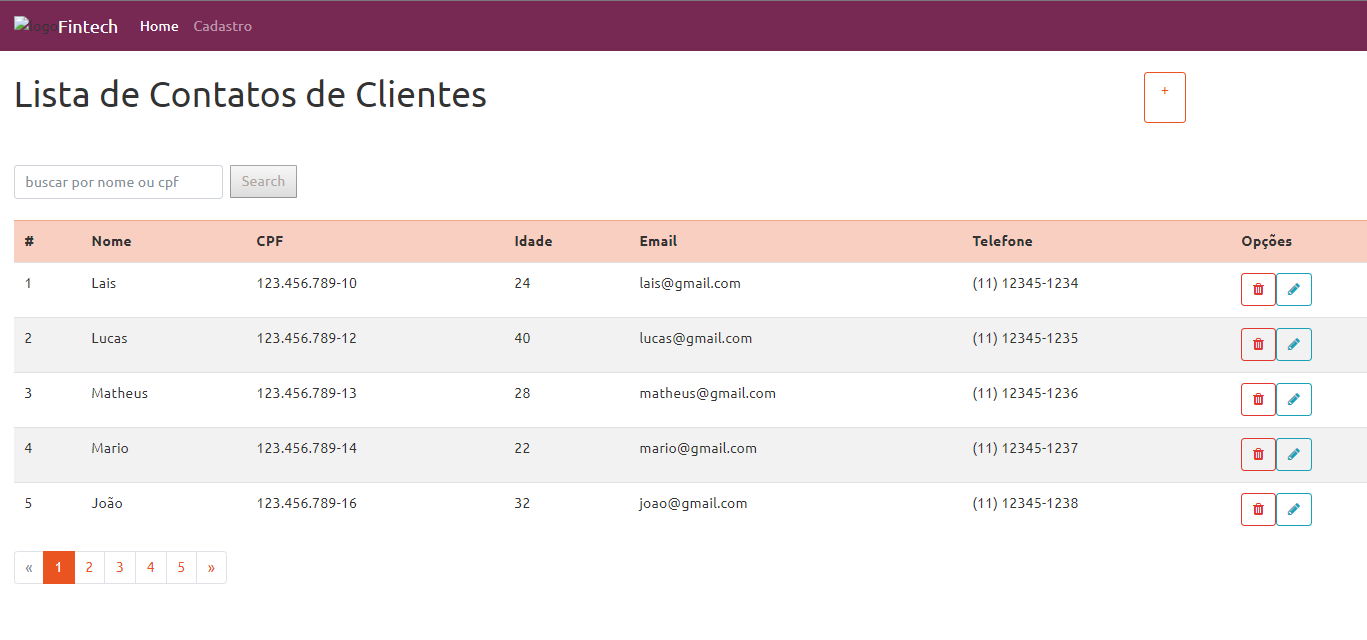 logo Fintech Home Cadastro
Lista de Contatos de Clientes +
buscar por nome ou cpf Search
# Nome CPF Idade Email Telefone Opções
1 Lais 123.456.789-10 24 lais@gmail.com (11) 12345-1234
2 Lucas 123.456.789-12 40 lucas@gmail.com (11) 12345-1235
3 Matheus 123.456.789-13 28 matheus@gmail.com (11) 12345-1236
4 Mario 123.456.789-14 22 mario@gmail.com (11) 12345-1237
5 João 123.456.789-16 32 joao@gmail.com (11) 12345-1238
« 1 2 3 4 5 »